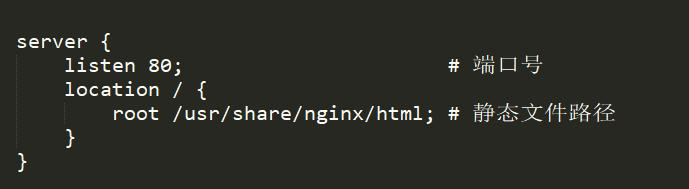 server {
    listen 80;                      # 端口号
    location / {
        root /usr/share/nginx/html; # 静态文件路径
    }
}